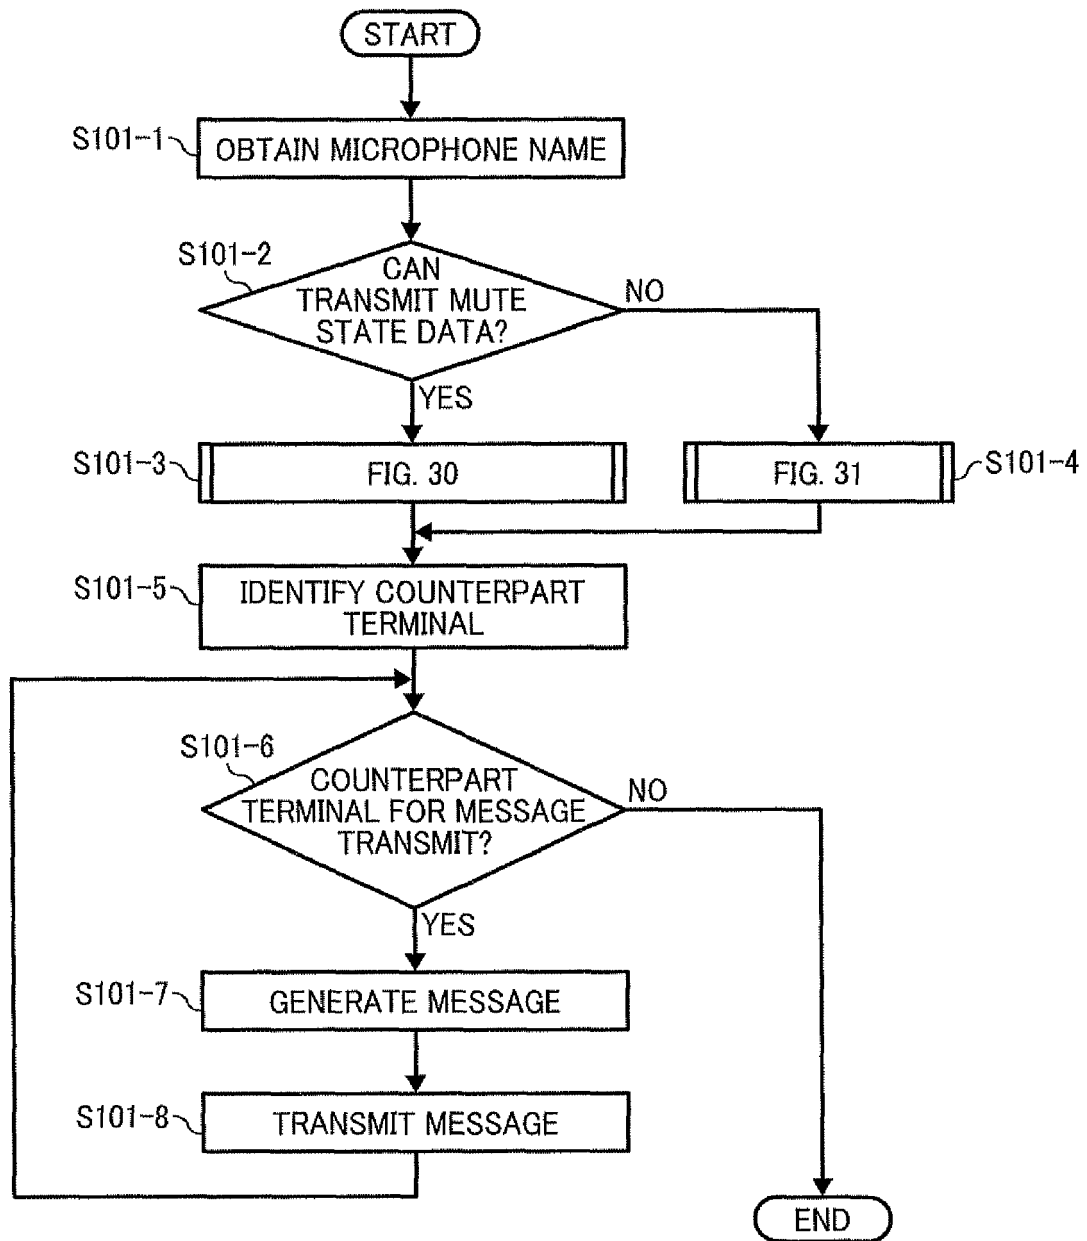 START
S101-1
OBTAIN MICROPHONE NAME
S101-2
CAN
TRANSMIT MUTE
STATE DATA?
NO
YES
S101-3
FIG. 30
FIG. 31
S101-4
S101-5
IDENTIFY COUNTERPART
TERMINAL
S101-6
COUNTERPART
TERMINAL FOR MESSAGE
TRANSMIT?
NO
YES
S101-7
GENERATE MESSAGE
S101-8
TRANSMIT MESSAGE
END